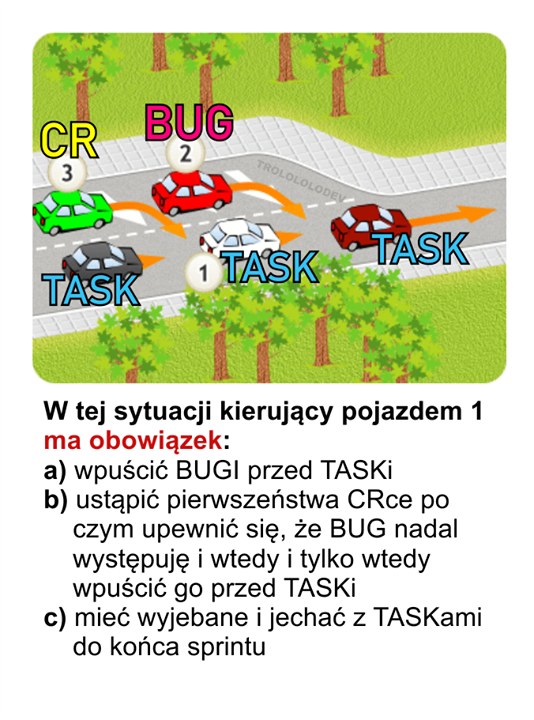 CR
BUG
3
2
TROLOLOLODEV
TASK
1
TASK
TASK
W tej sytuacji kierujący pojazdem 1
ma obowiązek:
a) wpuścić BUGI przed TASKi
b) ustąpić pierwszeństwa CRce po
czym upewnić się, że BUG nadal
występuję i wtedy i tylko wtedy
wpuścić go przed TASKi
c) mieć wyjebane i jechać z TASKami
do końca sprintu